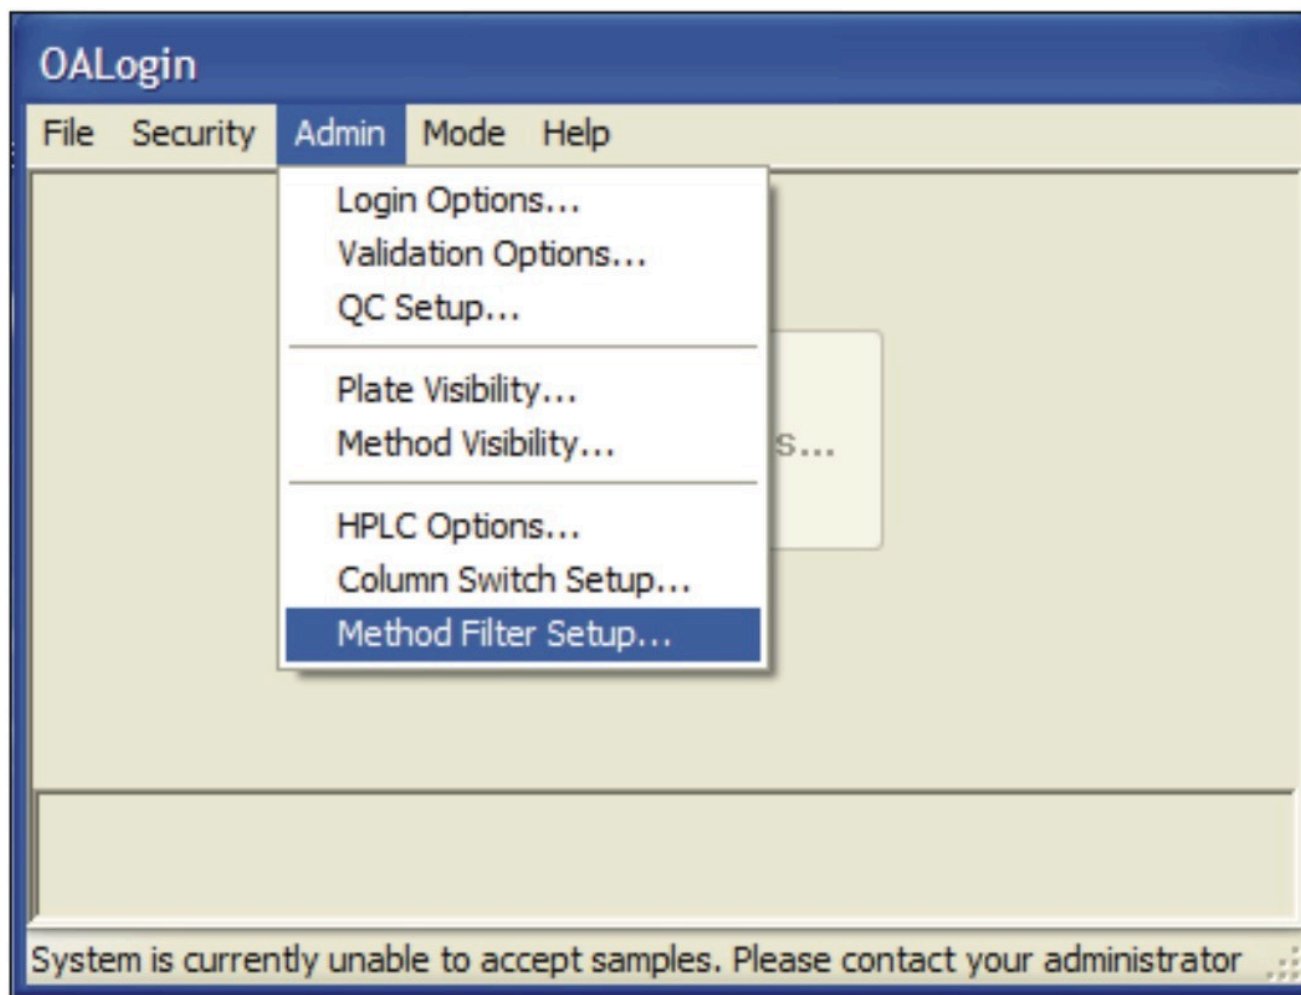 OALogin
File Security Admin Mode Help
Login Options...
Validation Options...
QC Setup...
Plate Visibility...
Method Visibility...
s...
HPLC Options...
Column Switch Setup...
Method Filter Setup...
System is currently unable to accept samples. Please contact your administrator